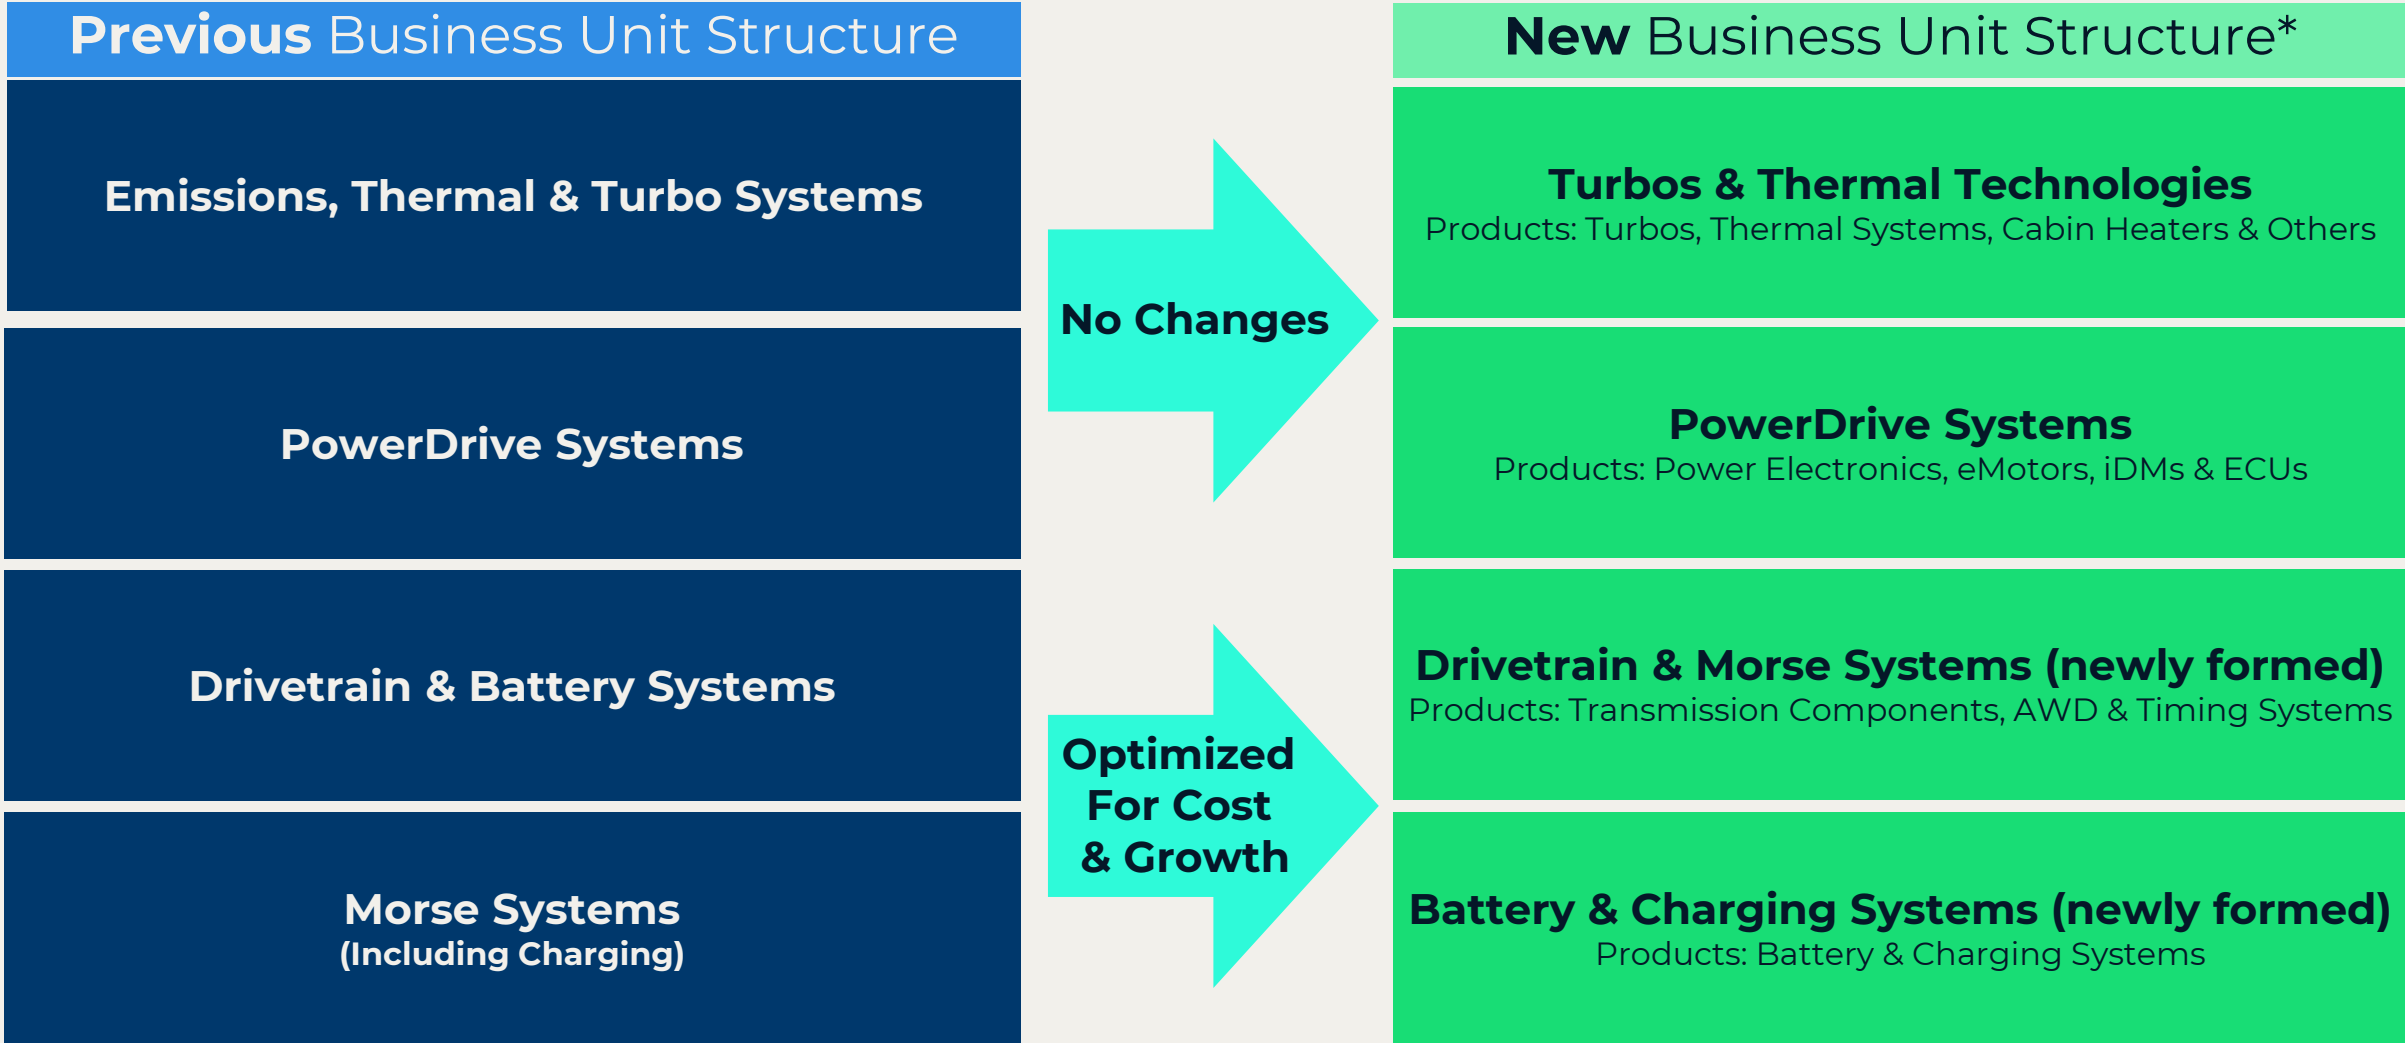 Previous Business Unit Structure
Emissions, Thermal & Turbo Systems
PowerDrive Systems
Drivetrain & Battery Systems
Morse Systems
(Including Charging)
No Changes
Optimized
For Cost
& Growth
New Business Unit Structure*
Turbos & Thermal Technologies
Products: Turbos, Thermal Systems, Cabin Heaters & Others
PowerDrive Systems
Products: Power Electronics, eMotors, iDMs & ECUs
Drivetrain & Morse Systems (newly formed)
Products: Transmission Components, AWD & Timing Systems
Battery & Charging Systems (newly formed)
Products: Battery & Charging Systems